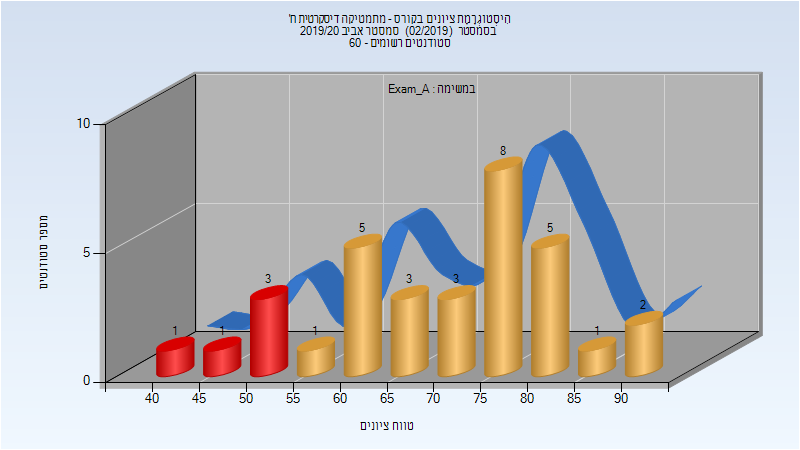 היסטוגרמת ציונים בקורס - מתמטיקה דיסקרטית ח'
בסמסטר (02/2019) סמסטר אביב 2019/20
סטודנטים רשומים - 60
במשימה : Exam_A
10
5
0
מספר סטודנטים
1
1
3
1
5
3
3
8
5
1
2
40 45 50 55 60 65 70 75 80 85 90
טווח ציונים